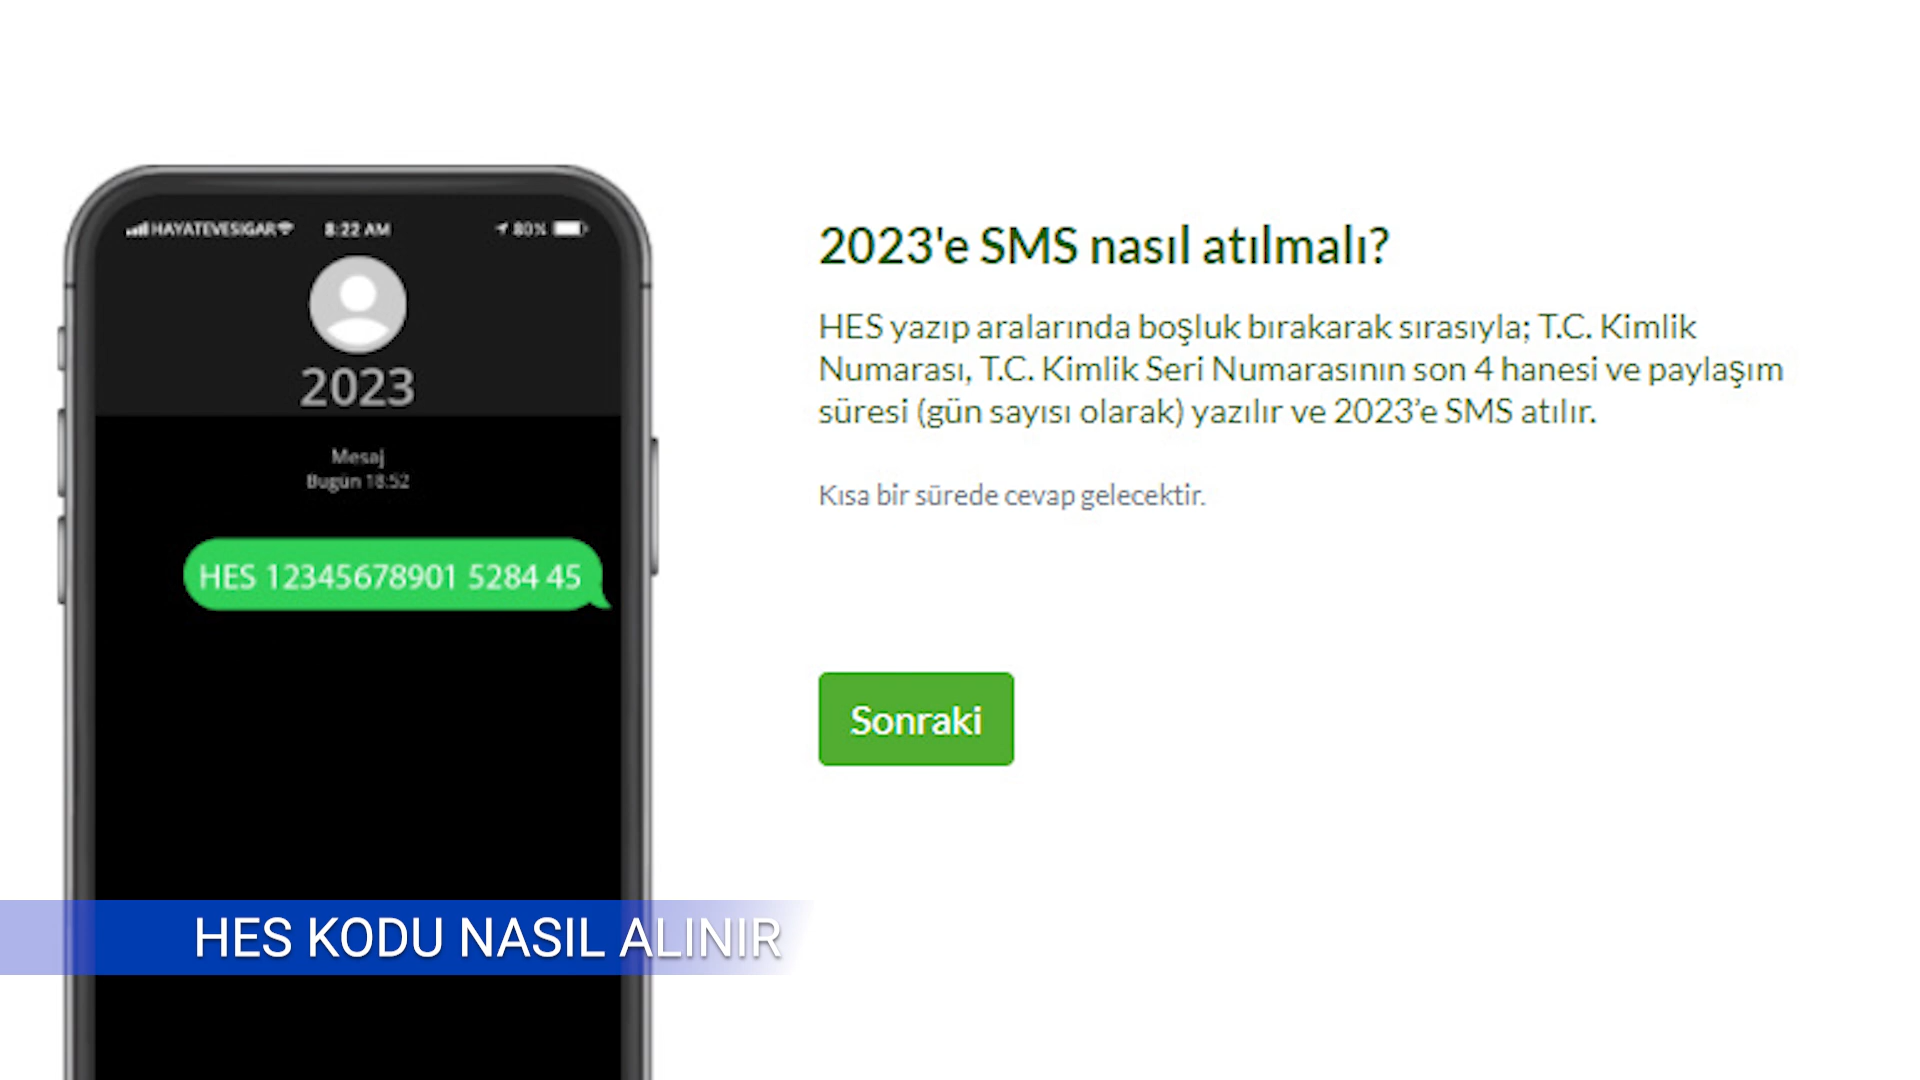 HAYATEVESIGAR 8:22 AM 80%
2023
Mesaj
Bugün 18:52
HES 12345678901 5284 45
2023'e SMS nasıl atılmalı?
HES yazıp aralarında boşluk bırakarak sırasıyla; T.C. Kimlik
Numarası, T.C. Kimlik Seri Numarasının son 4 hanesi ve paylaşım
süresi (gün sayısı olarak) yazılır ve 2023’e SMS atılır.
Kısa bir sürede cevap gelecektir.
Sonraki
HES KODU NASIL ALINIR